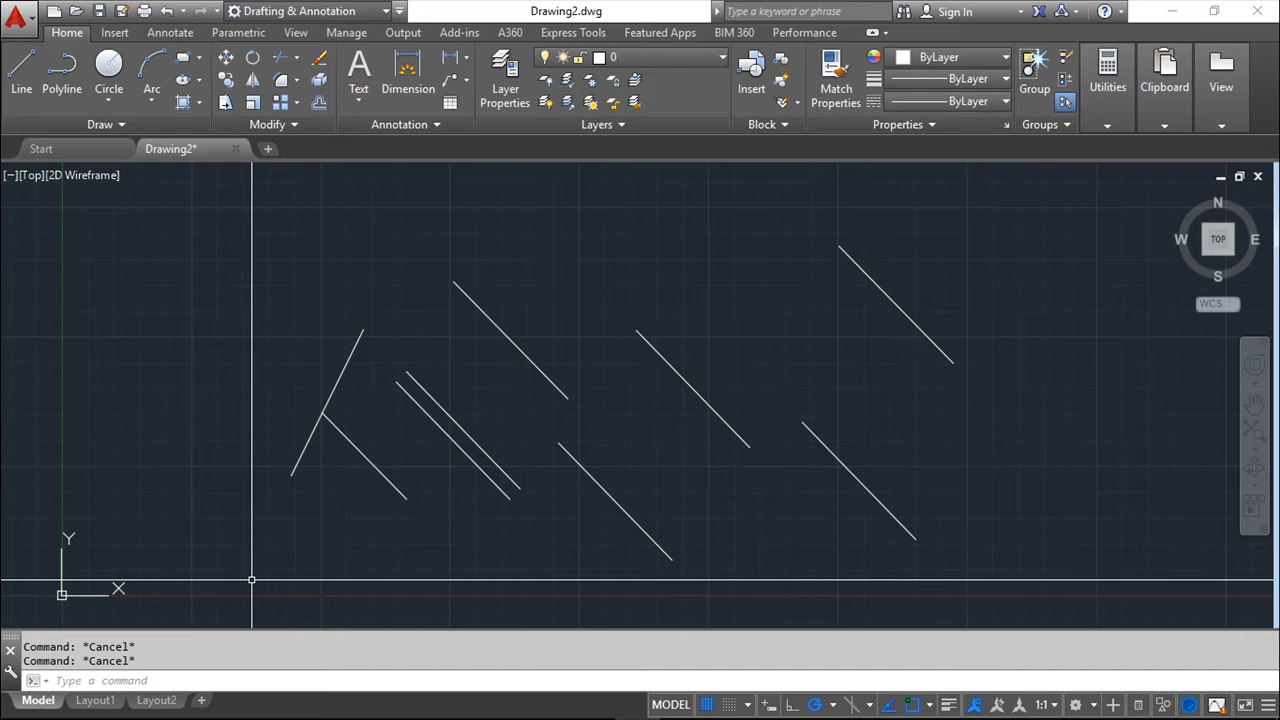 Drafting & Annotation
Drawing2.dwg
Type a keyword or phrase
Sign In
Home Insert Annotate Parametric View Manage Output Add-ins A360 Express Tools Featured Apps BIM 360 Performance
Line
Polyline
Circle
Arc
Text
Dimension
Layer
Properties
0
Insert
Match
Properties
ByLayer
ByLayer
ByLayer
Group
Utilities
Clipboard
View
Draw
Modify
Annotation
Layers
Block
Properties
Groups
Start
Drawing2*
[−][Top][2D Wireframe]
N
W TOP E
S
WCS
Y
X
Command: *Cancel*
Command: *Cancel*
Type a command
Model Layout1 Layout2
MODEL
1:1